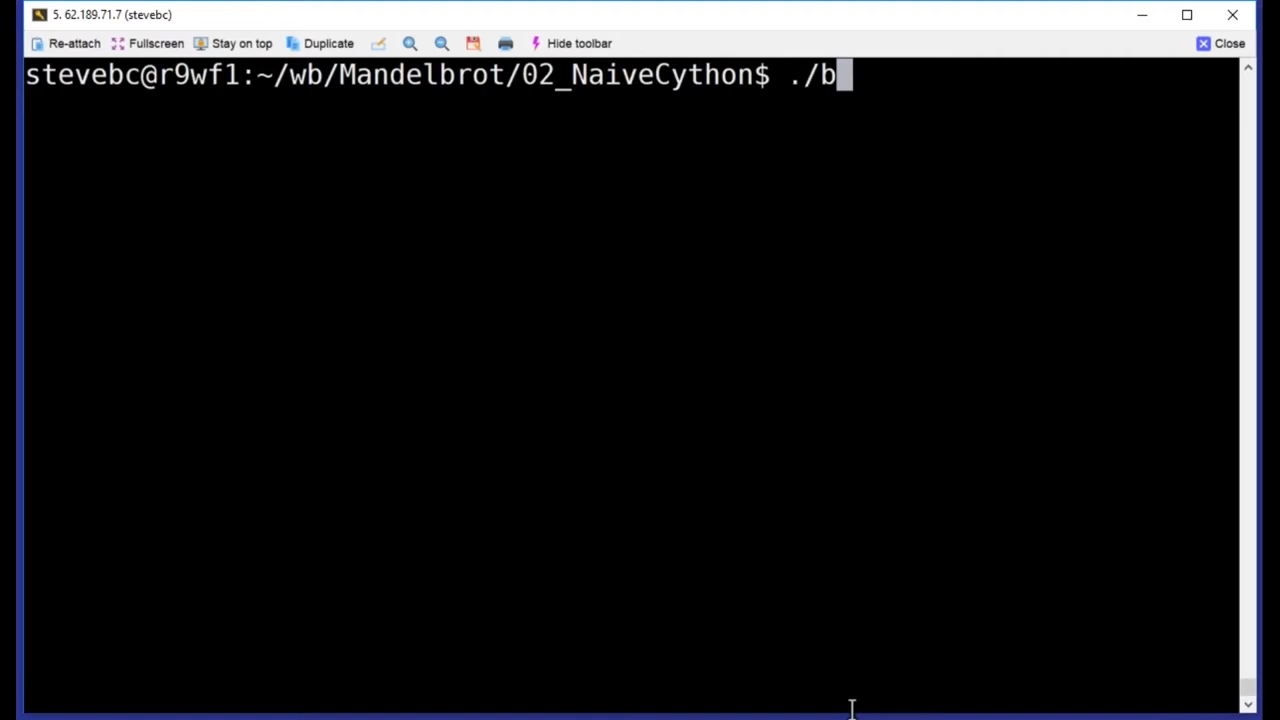 5. 62.189.71.7 (stevebc)
Re-attach Fullscreen Stay on top Duplicate Hide toolbar Close
stevebc@r9wf1:~/wb/Mandelbrot/02_NaiveCython$ ./b